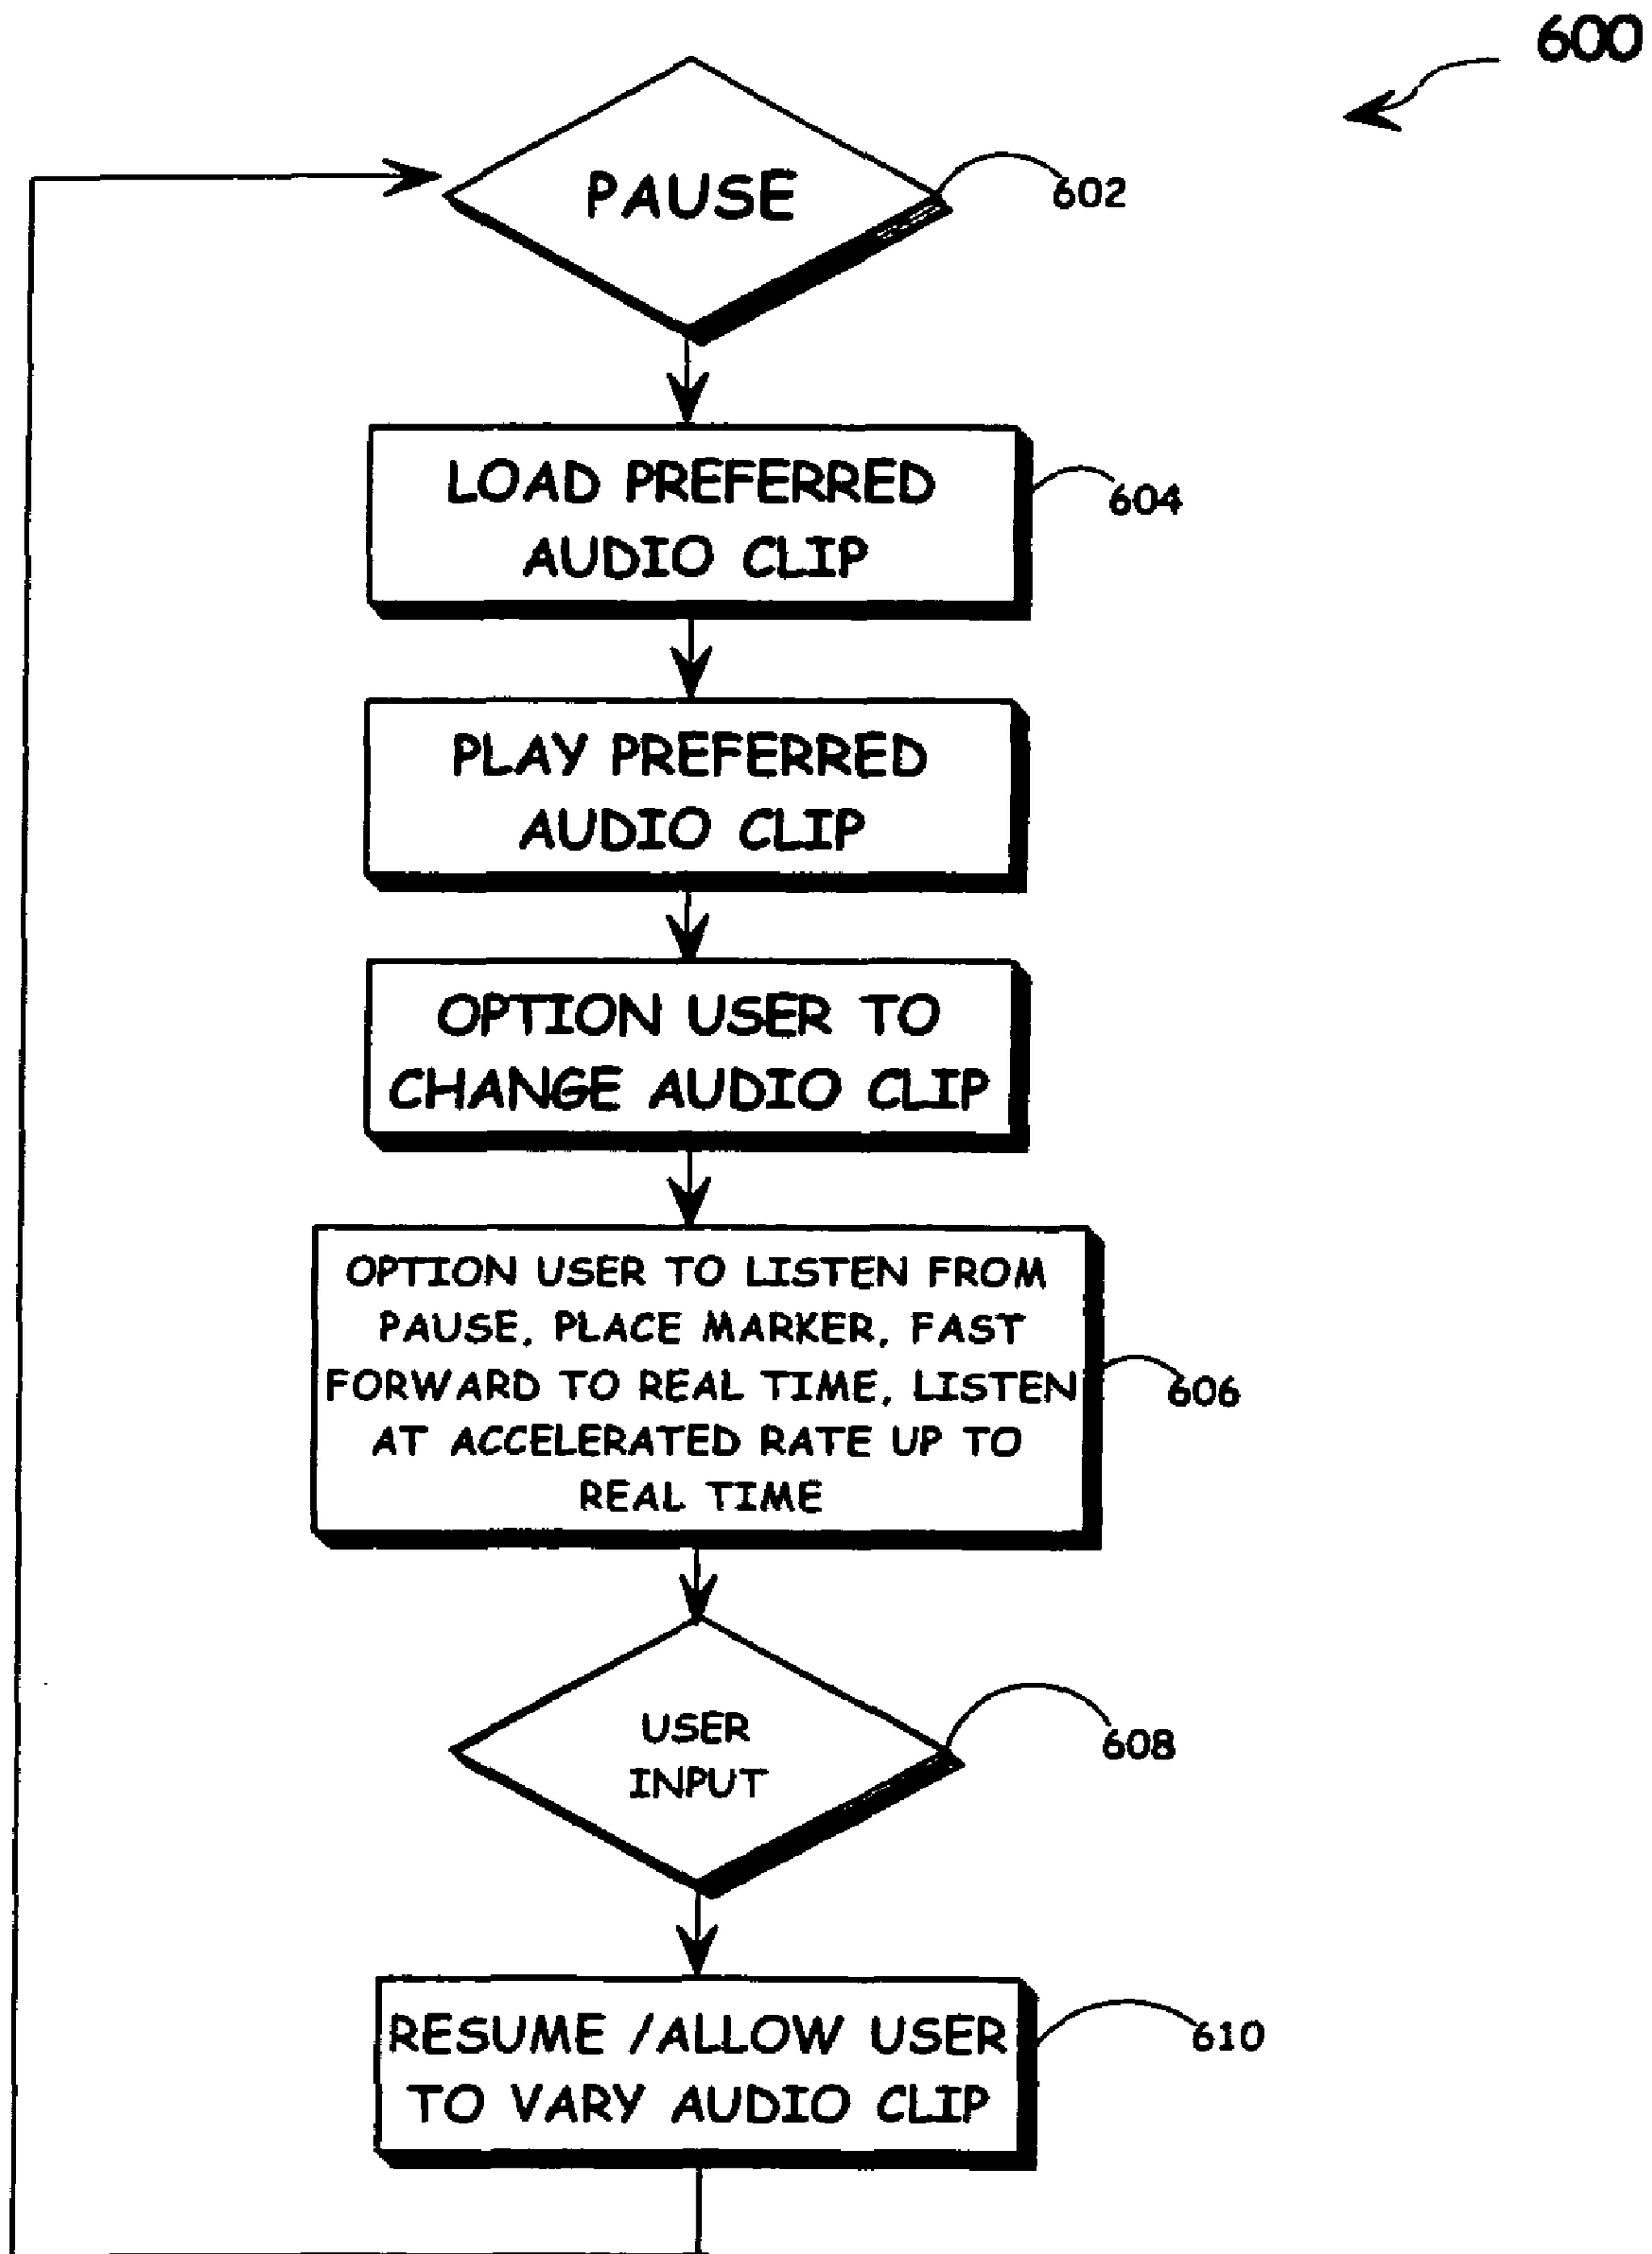 600
PAUSE
602
LOAD PREFERRED
AUDIO CLIP
604
PLAY PREFERRED
AUDIO CLIP
OPTION USER TO
CHANGE AUDIO CLIP
OPTION USER TO LISTEN FROM
PAUSE, PLACE MARKER, FAST
FORWARD TO REAL TIME, LISTEN
AT ACCELERATED RATE UP TO
REAL TIME
606
USER
INPUT
608
RESUME /ALLOW USER
TO VARY AUDIO CLIP
610